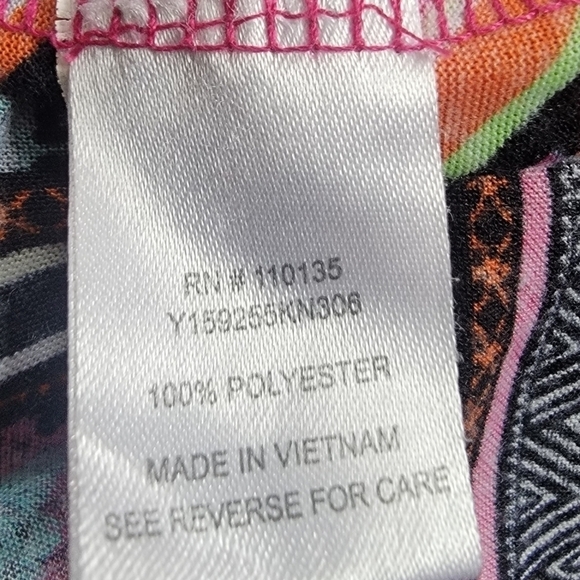 RN # 110135
Y159255KN306
100% POLYESTER
MADE IN VIETNAM
SEE REVERSE FOR CARE